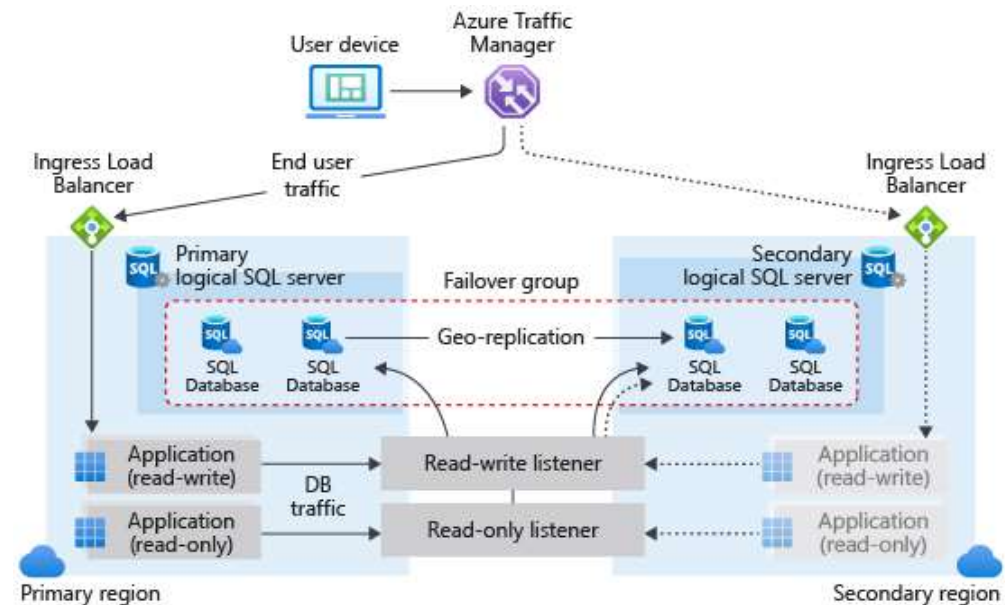 Azure Traffic
Manager
User device
End user
traffic
Ingress Load
Balancer
Ingress Load
Balancer
SQL
Primary
logical SQL server
Secondary
logical SQL server
SQL
Failover group
SQL
SQL
Database
SQL
SQL
Database
Geo-replication
SQL
SQL
Database
SQL
SQL
Database
Application
(read-write)
DB
traffic
Read-write listener
Application
(read-write)
Application
(read-only)
Read-only listener
Application
(read-only)
Primary region
Secondary region